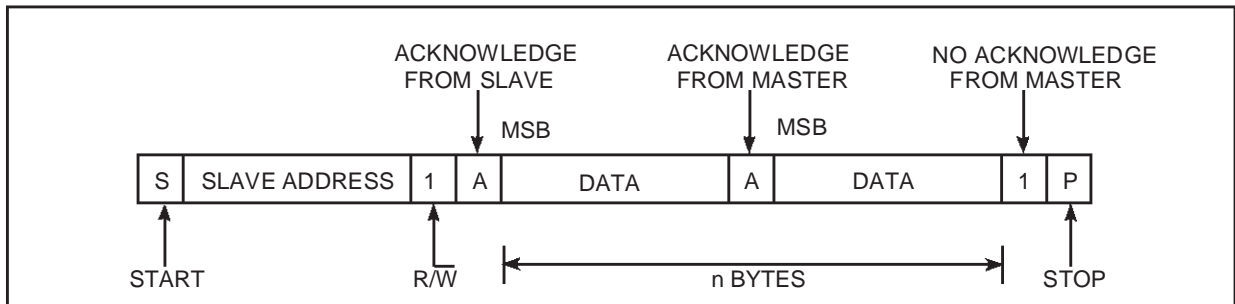 ACKNOWLEDGE
FROM SLAVE
ACKNOWLEDGE
FROM MASTER
NO ACKNOWLEDGE
FROM MASTER
MSB
MSB
S SLAVE ADDRESS 1 A DATA A DATA 1 P
START
R/W̅
n BYTES
STOP